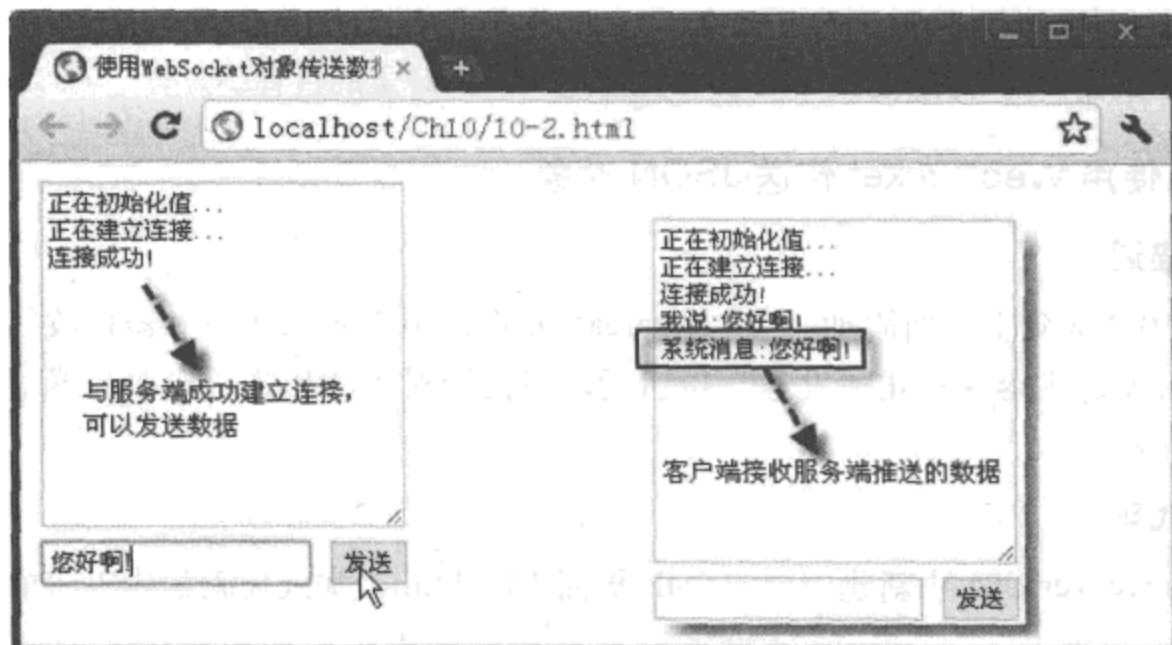 使用WebSocket对象传送数
localhost/Ch10/10-2.html
正在初始化值...
正在建立连接...
连接成功!
与服务端成功建立连接，
可以发送数据
您好啊!
发送
正在初始化值...
正在建立连接...
连接成功!
我说:您好啊!
系统消息:您好啊!
客户端接收服务端推送的数据
发送